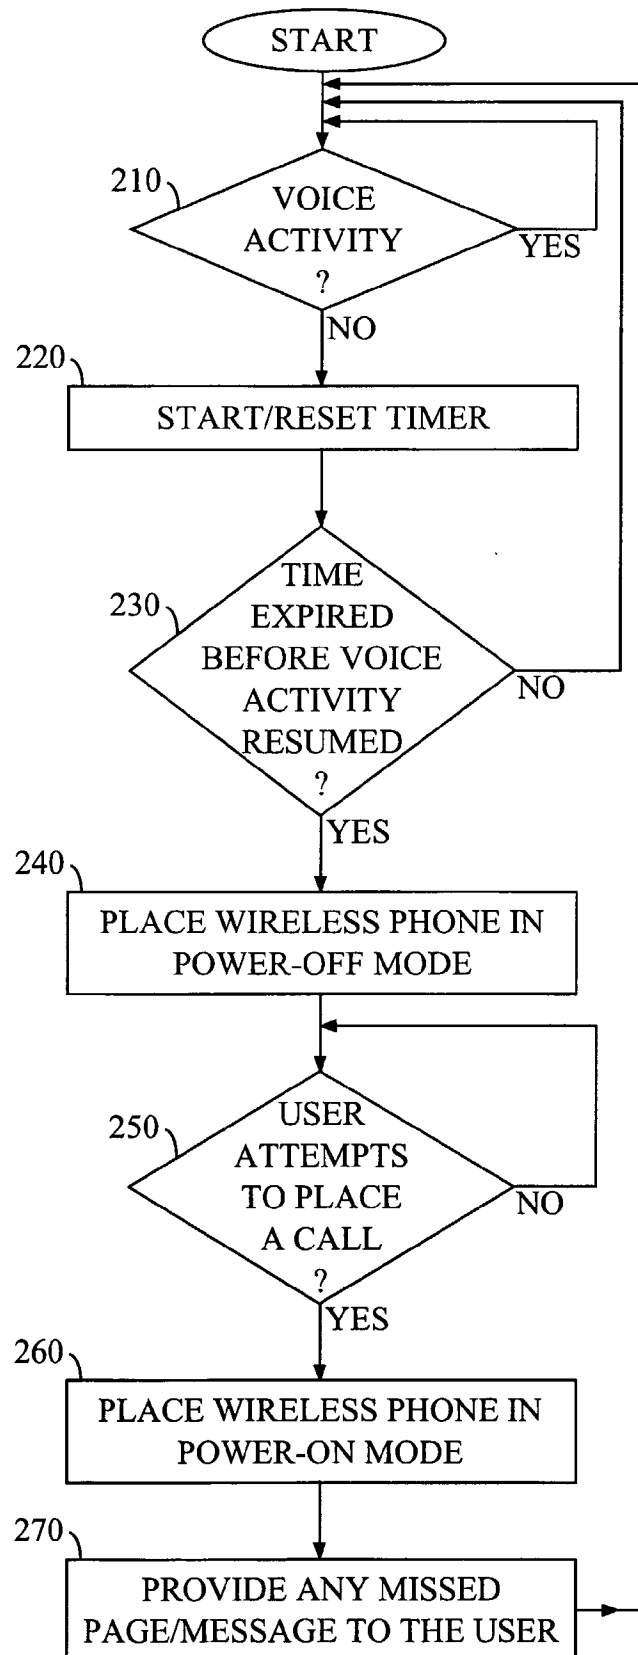 START
210
VOICE
ACTIVITY
?
YES
NO
220
START/RESET TIMER
230
TIME
EXPIRED
BEFORE VOICE
ACTIVITY
RESUMED
?
NO
YES
240
PLACE WIRELESS PHONE IN
POWER-OFF MODE
250
USER
ATTEMPTS
TO PLACE
A CALL
?
NO
YES
260
PLACE WIRELESS PHONE IN
POWER-ON MODE
270
PROVIDE ANY MISSED
PAGE/MESSAGE TO THE USER